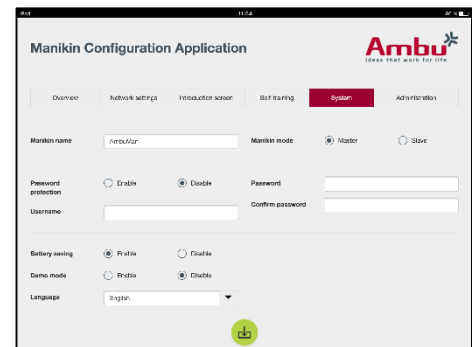 iPad 11:04
Manikin Configuration Application
Ambu
Ideas that work for life
Overview Network settings Introduction screen Self-training System Administration
Manikin name AmbuMan Manikin mode Master Slave
Password protection Enable Disable Password
Username Confirm password
Battery saving Enable Disable
Demo mode Enable Disable
Language English